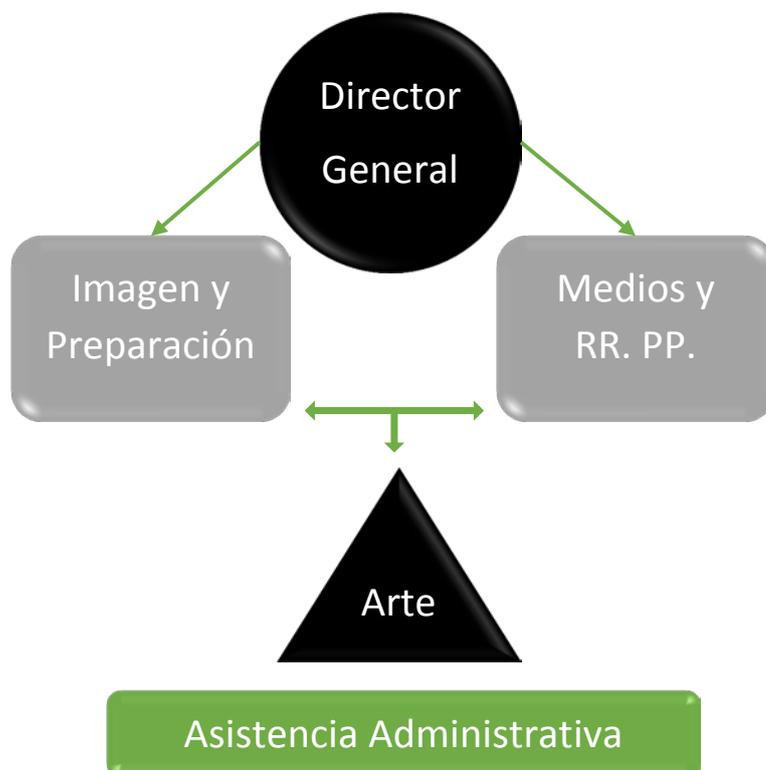 Director
General
Imagen y
Preparación
Medios y
RR. PP.
Arte
Asistencia Administrativa